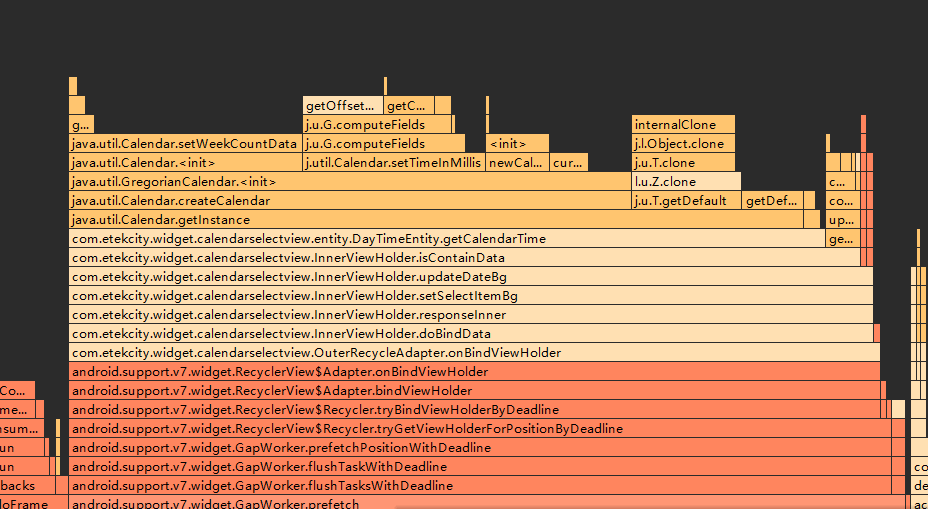 getOffset... getC...
g... j.u.G.computeFields internalClone
java.util.Calendar.setWeekCountData j.u.G.computeFields <init> j.l.Object.clone
java.util.Calendar.<init> j.util.Calendar.setTimeInMillis newCal... cur... j.u.T.clone
java.util.GregorianCalendar.<init> l.u.Z.clone c...
java.util.Calendar.createCalendar j.u.T.getDefault getDef... co...
java.util.Calendar.getInstance up...
com.etekcity.widget.calendarselectview.entity.DayTimeEntity.getCalendarTime ge...
com.etekcity.widget.calendarselectview.InnerViewHolder.isContainData
com.etekcity.widget.calendarselectview.InnerViewHolder.updateDateBg
com.etekcity.widget.calendarselectview.InnerViewHolder.setSelectItemBg
com.etekcity.widget.calendarselectview.InnerViewHolder.responseInner
com.etekcity.widget.calendarselectview.InnerViewHolder.doBindData
com.etekcity.widget.calendarselectview.OuterRecycleAdapter.onBindViewHolder
android.support.v7.widget.RecyclerView$Adapter.onBindViewHolder
Co... android.support.v7.widget.RecyclerView$Adapter.bindViewHolder
me... android.support.v7.widget.RecyclerView$Recycler.tryBindViewHolderByDeadline
nsum... android.support.v7.widget.RecyclerView$Recycler.tryGetViewHolderForPositionByDeadline
un android.support.v7.widget.GapWorker.prefetchPositionWithDeadline
un android.support.v7.widget.GapWorker.flushTaskWithDeadline co
backs android.support.v7.widget.GapWorker.flushTasksWithDeadline de
doFrame android.support.v7.widget.GapWorker.prefetch ac